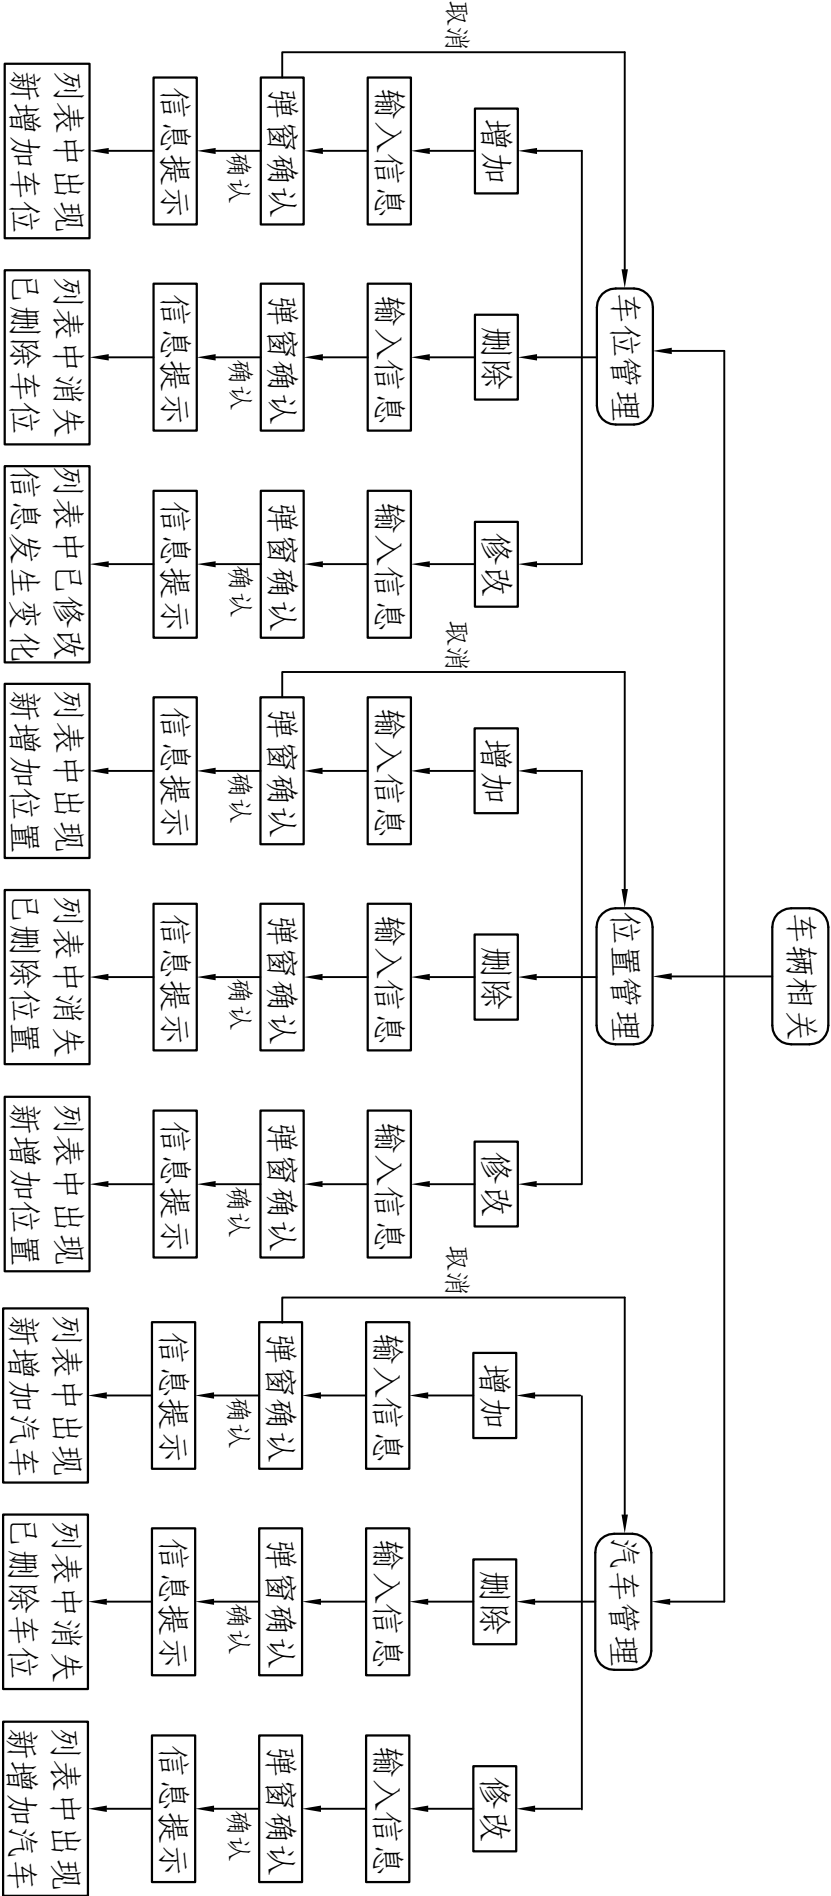 车辆相关
车位管理
位置管理
汽车管理
增加
删除
修改
增加
删除
修改
增加
删除
修改
取消
取消
取消
输入信息
输入信息
输入信息
输入信息
输入信息
输入信息
输入信息
输入信息
输入信息
弹窗确认
弹窗确认
弹窗确认
弹窗确认
弹窗确认
弹窗确认
弹窗确认
弹窗确认
弹窗确认
确认
确认
确认
确认
确认
确认
确认
确认
确认
信息提示
信息提示
信息提示
信息提示
信息提示
信息提示
信息提示
信息提示
信息提示
列表中出现
新增加车位
列表中消失
已删除车位
列表中已修改
信息发生变化
列表中出现
新增加位置
列表中消失
已删除位置
列表中出现
新增加位置
列表中出现
新增加汽车
列表中消失
已删除车位
列表中出现
新增加汽车